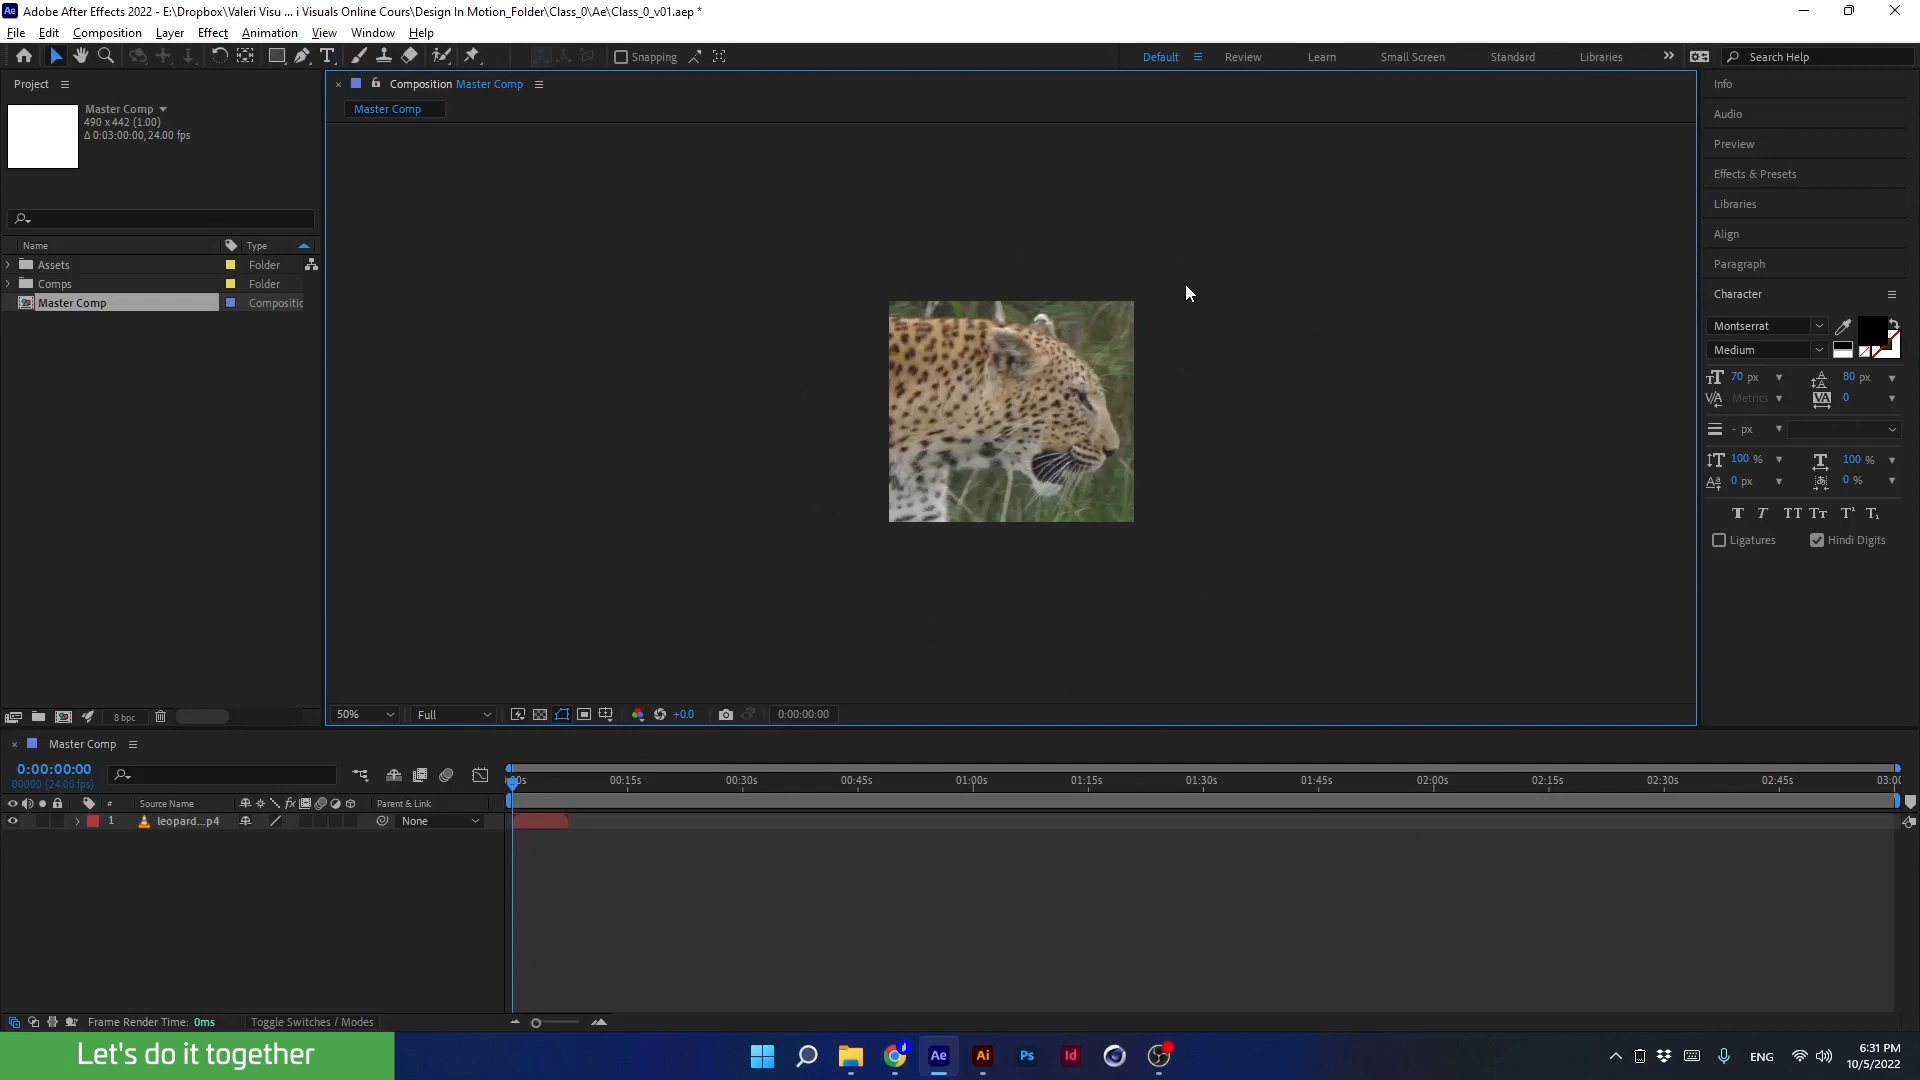 Adobe After Effects 2022 - E:\Dropbox\Valeri Visu ... i Visuals Online Cours\Design In Motion_Folder\Class_0\Ae\Class_0_v01.aep *
File Edit Composition Layer Effect Animation View Window Help
Snapping
Default Review Learn Small Screen Standard Libraries
Search Help
Project
Master Comp
490 x 442 (1.00)
Δ 0:03:00:00, 24.00 fps
Name Type
Assets Folder
Comps Folder
Master Comp Compositic
8 bpc
Composition Master Comp
Master Comp
50% Full +0.0 0:00:00:00
Info
Audio
Preview
Effects & Presets
Libraries
Align
Paragraph
Character
Montserrat
Medium
70 px 80 px
Metrics 0
- px
100 % 100 %
0 px 0 %
Ligatures Hindi Digits
Master Comp
0:00:00:00
00000 (24.00 fps)
00s 00:15s 00:30s 00:45s 01:00s 01:15s 01:30s 01:45s 02:00s 02:15s 02:30s 02:45s 03:00
# Source Name fx Parent & Link
1 leopard...p4 None
Frame Render Time: 0ms Toggle Switches / Modes
Let's do it together
Ae Ai Ps Id
ENG
6:31 PM
10/5/2022